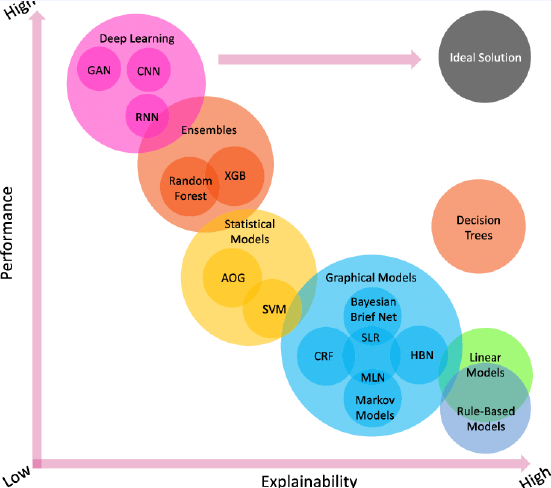 High
Deep Learning
GAN
CNN
RNN
Ideal Solution
Ensembles
Random
Forest
XGB
Performance
Statistical
Models
AOG
SVM
Decision
Trees
Graphical Models
Bayesian
Brief Net
SLR
CRF
HBN
MLN
Markov
Models
Linear
Models
Rule-Based
Models
Low
Explainability
High